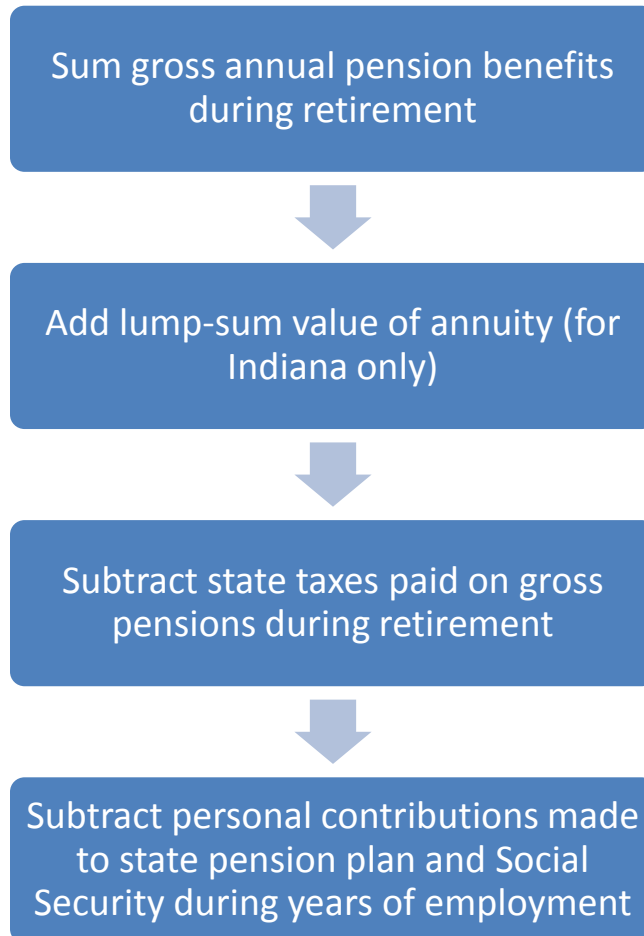 Sum gross annual pension benefits
during retirement
Add lump-sum value of annuity (for
Indiana only)
Subtract state taxes paid on gross
pensions during retirement
Subtract personal contributions made
to state pension plan and Social
Security during years of employment